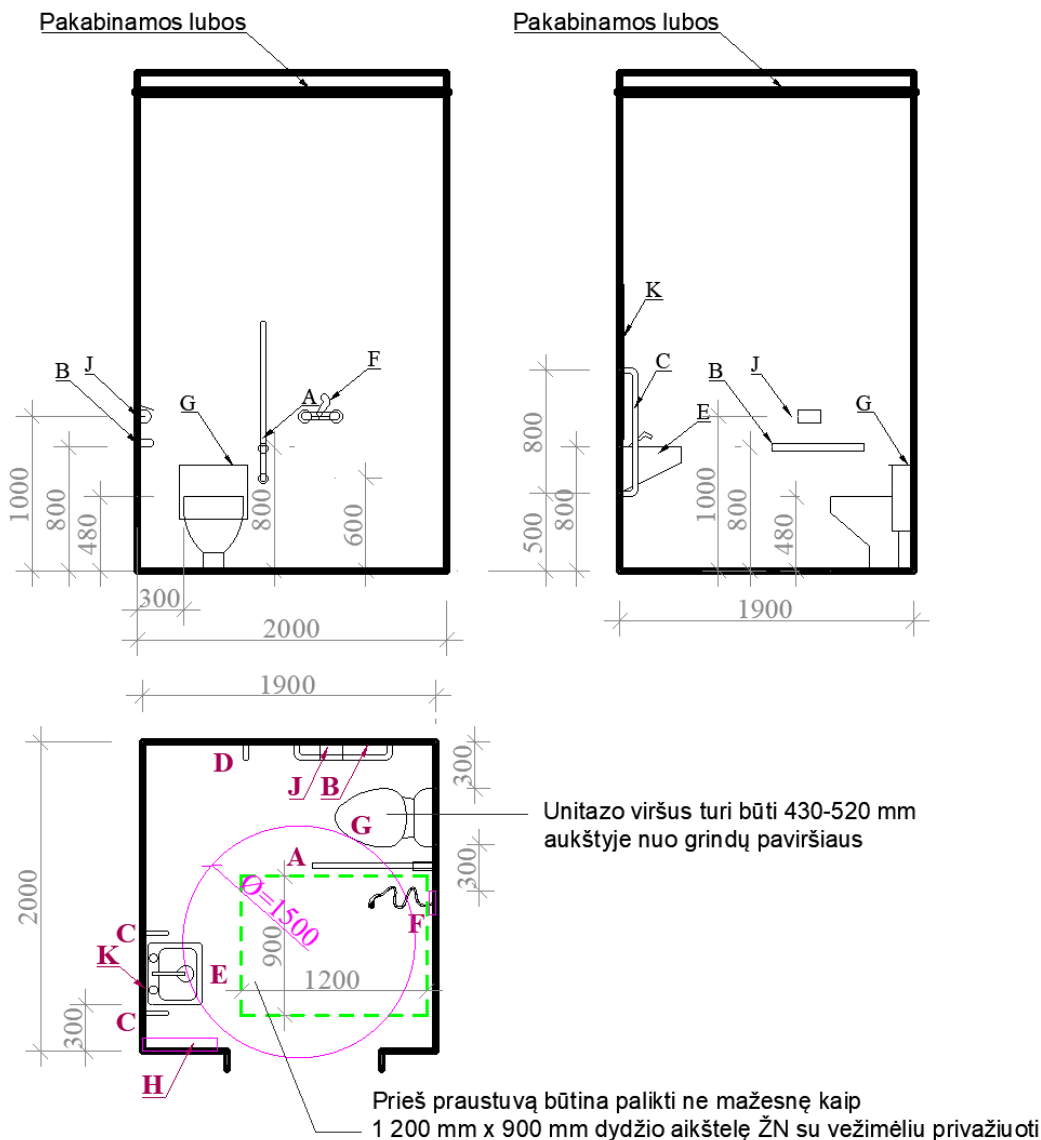 Pakabinamos lubos
Pakabinamos lubos
J
B
G
A
F
1000
800
480
800
600
300
2000
K
C
E
B
J
G
800
500
800
1000
800
480
1900
1900
D
J
B
300
G
Unitazo viršus turi būti 430-520 mm
aukštyje nuo grindų paviršiaus
A
300
2000
Ø=1500
F
C
K
E
900
1200
C
300
H
Prieš praustuvą būtina palikti ne mažesnę kaip
1 200 mm x 900 mm dydžio aikštelę ŽN su vežimėliu privažiuoti